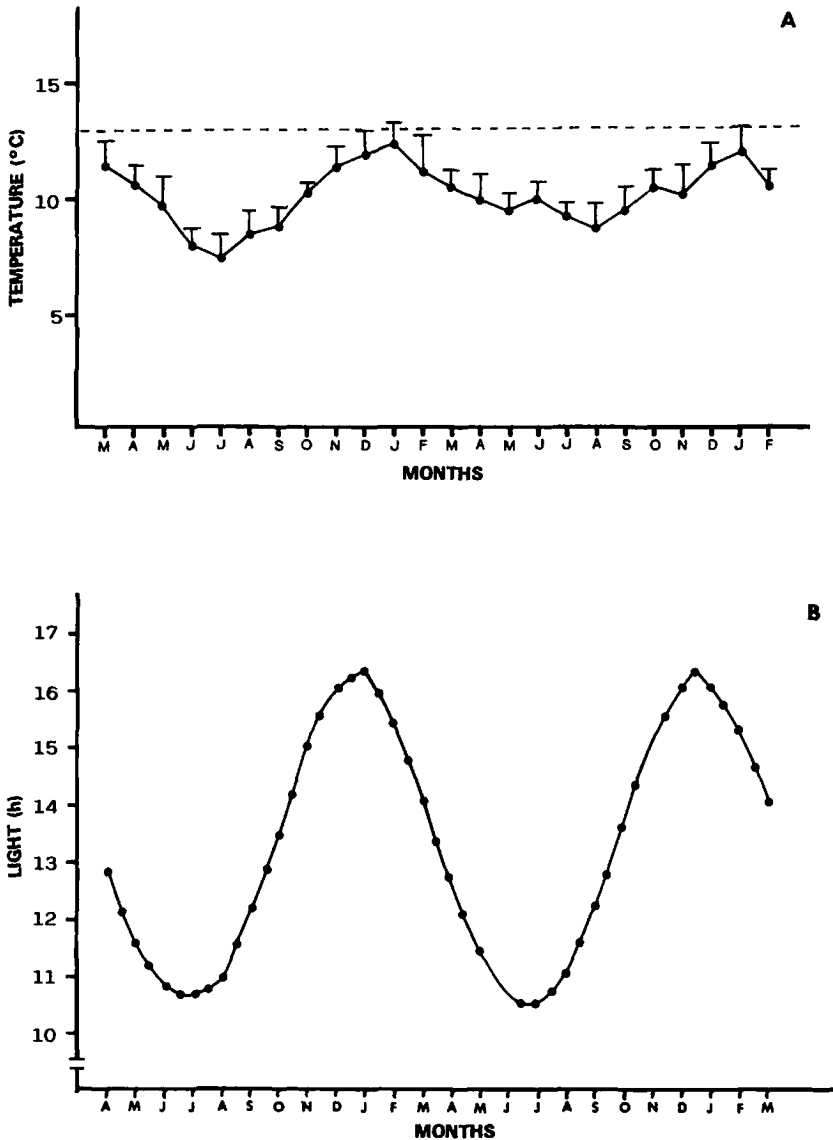 A
TEMPERATURE (°C)
15
10
5
M A M J J A S O N D J F M A M J J A S O N D J F
MONTHS
B
LIGHT (h)
17
16
15
14
13
12
11
10
A M J J A S O N D J F M A M J J A S O N D J F M
MONTHS